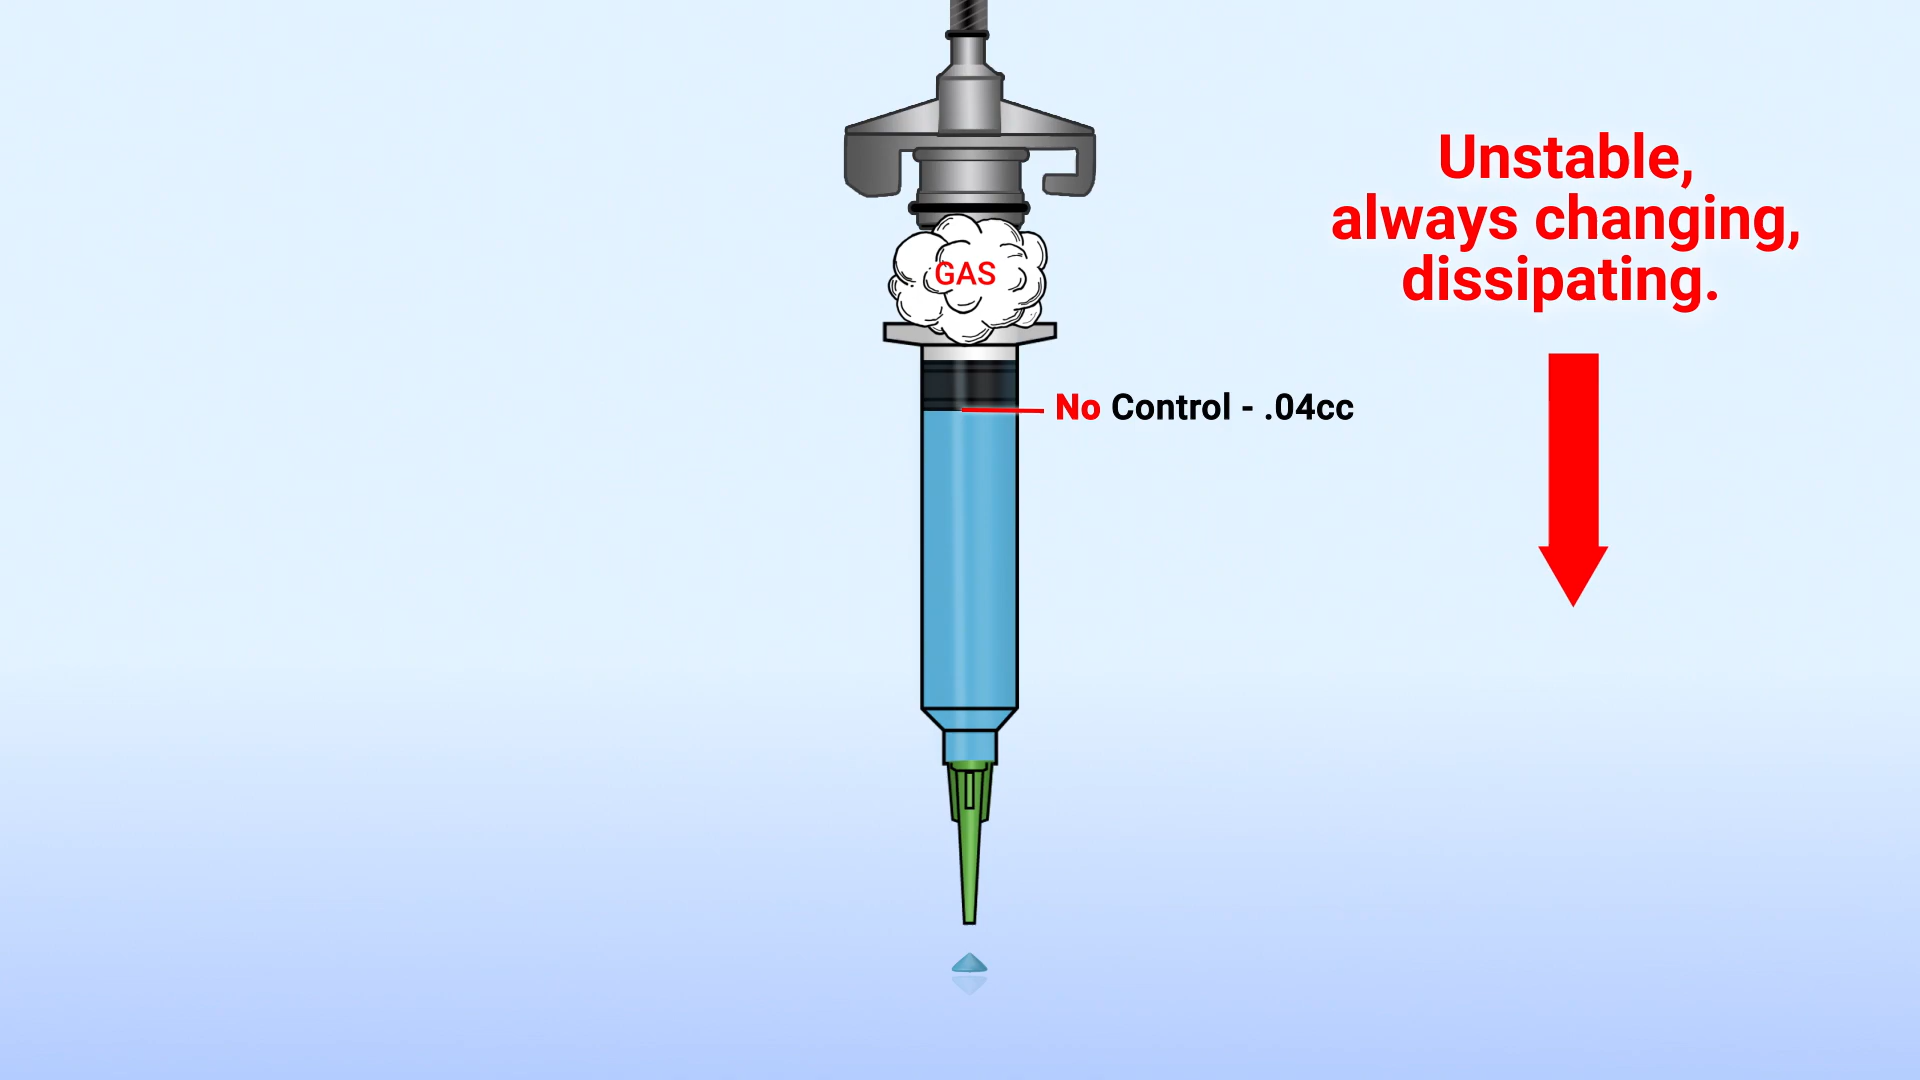 Unstable,
always changing,
dissipating.
GAS
No Control - .04cc